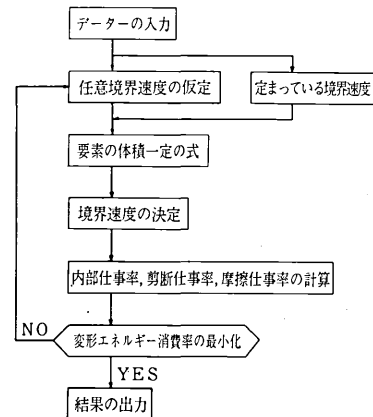 データーの入力
任意境界速度の仮定
定まっている境界速度
要素の体積一定の式
境界速度の決定
内部仕事率,剪断仕事率,摩擦仕事率の計算
NO
変形エネルギー消費率の最小化
YES
結果の出力